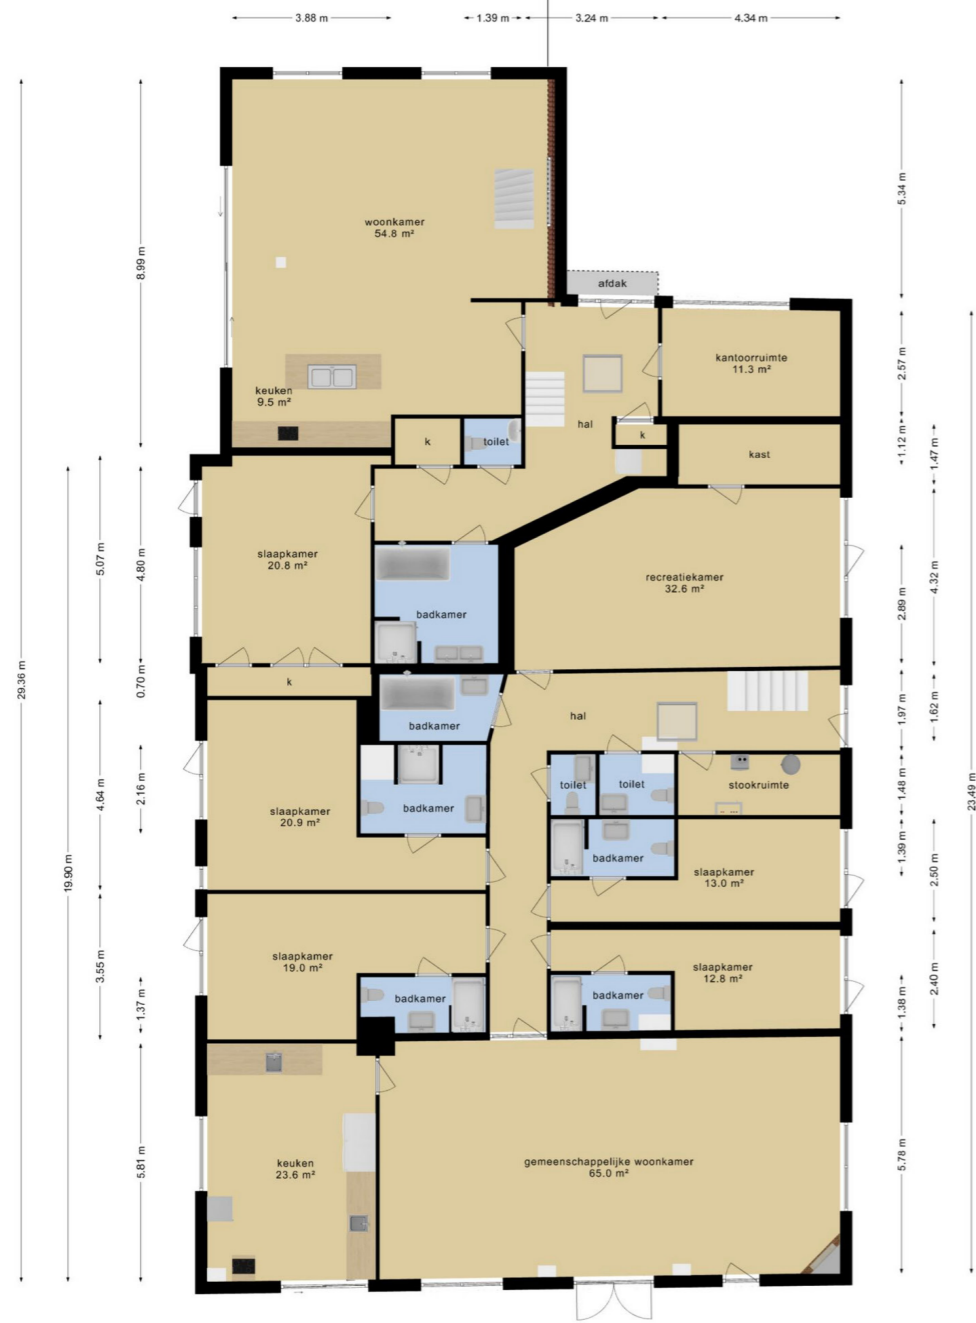 3.88 m
1.39 m
3.24 m
4.34 m
woonkamer
54.8 m²
afdak
kantoorruimte
11.3 m²
keuken
9.5 m²
hal
k
toilet
k
kast
slaapkamer
20.8 m²
recreatiekamer
32.6 m²
badkamer
k
hal
badkamer
slaapkamer
20.9 m²
badkamer
toilet
toilet
stookruimte
badkamer
slaapkamer
13.0 m²
slaapkamer
19.0 m²
badkamer
badkamer
slaapkamer
12.8 m²
keuken
23.6 m²
gemeenschappelijke woonkamer
65.0 m²
29.36 m
19.90 m
5.07 m
4.64 m
3.55 m
8.99 m
4.80 m
0.70 m
2.16 m
1.37 m
5.81 m
5.34 m
2.57 m
1.12 m
2.89 m
1.97 m
1.48 m
1.39 m
1.38 m
5.78 m
1.47 m
4.32 m
1.62 m
2.50 m
2.40 m
23.49 m